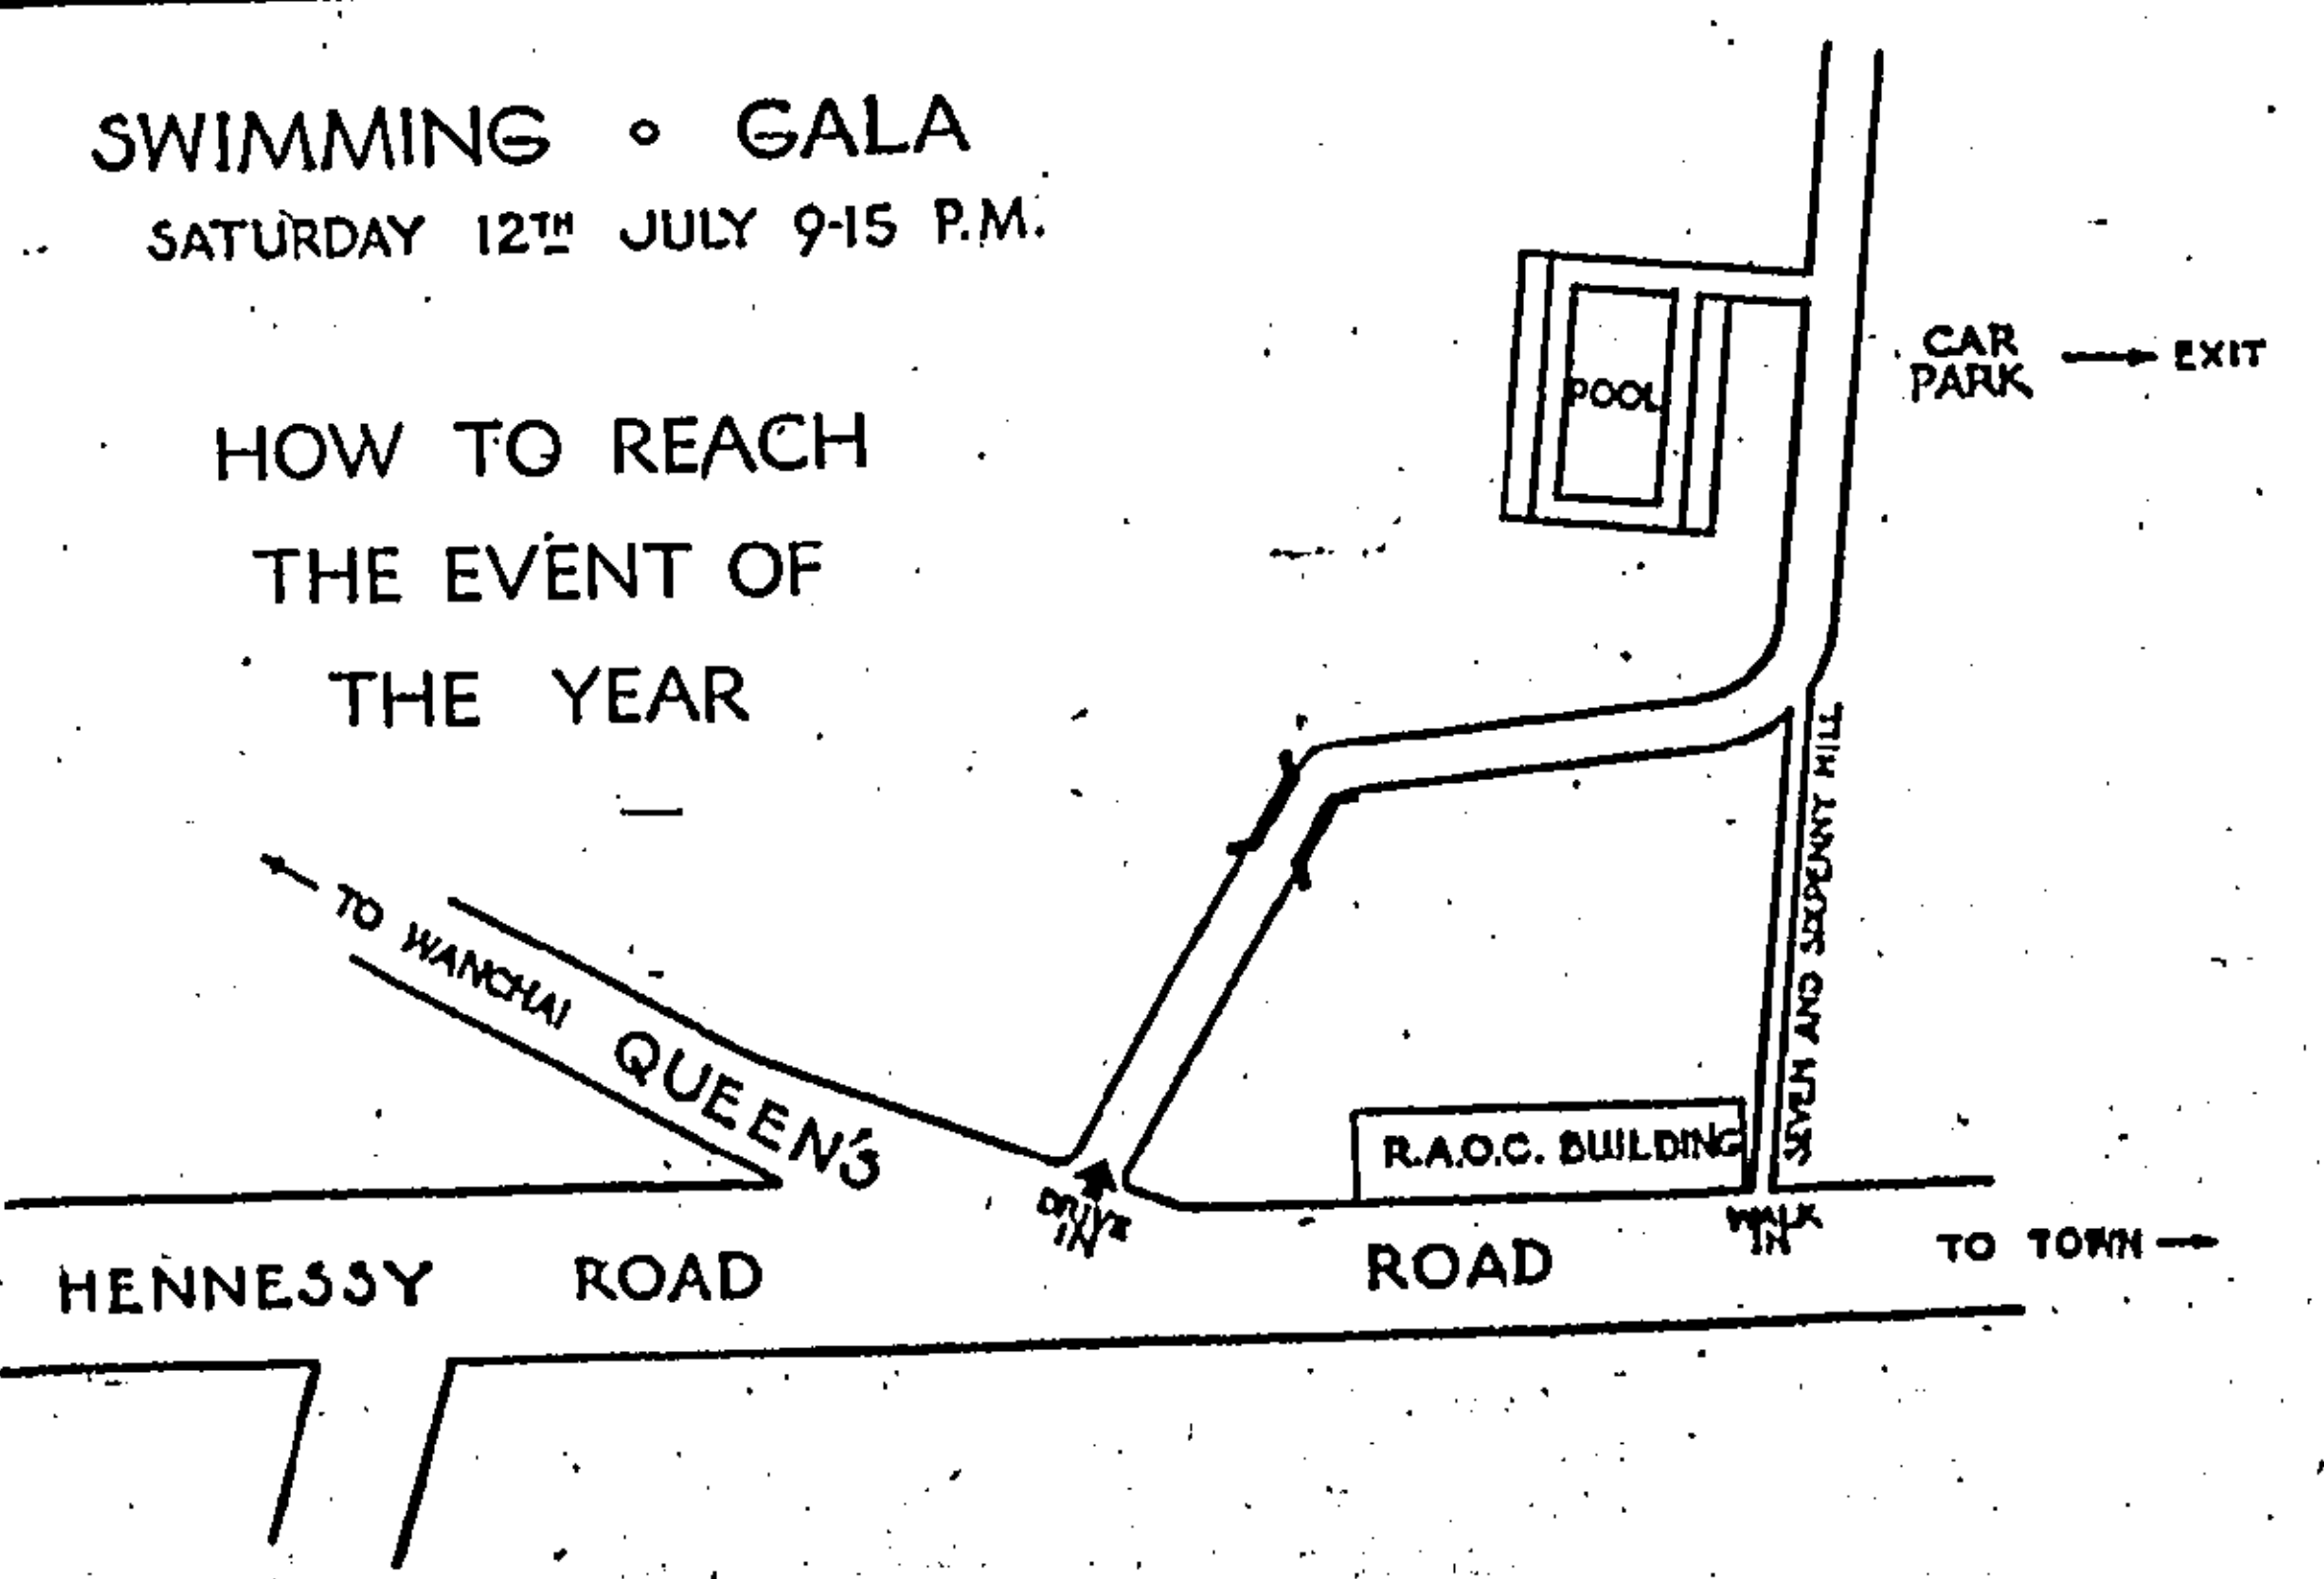 SWIMMING ∘ GALA
SATURDAY 12TH JULY 9-15 P.M.
HOW TO REACH
THE EVENT OF
THE YEAR
CAR
PARK → EXIT
POOL
SEVEN AND SIXPENNY HILL
← TO WANCHAI
QUEEN'S
R.A.O.C. BUILDING
DRIVE
IN
WALK
IN
HENNESSY ROAD
ROAD
TO TOWN →